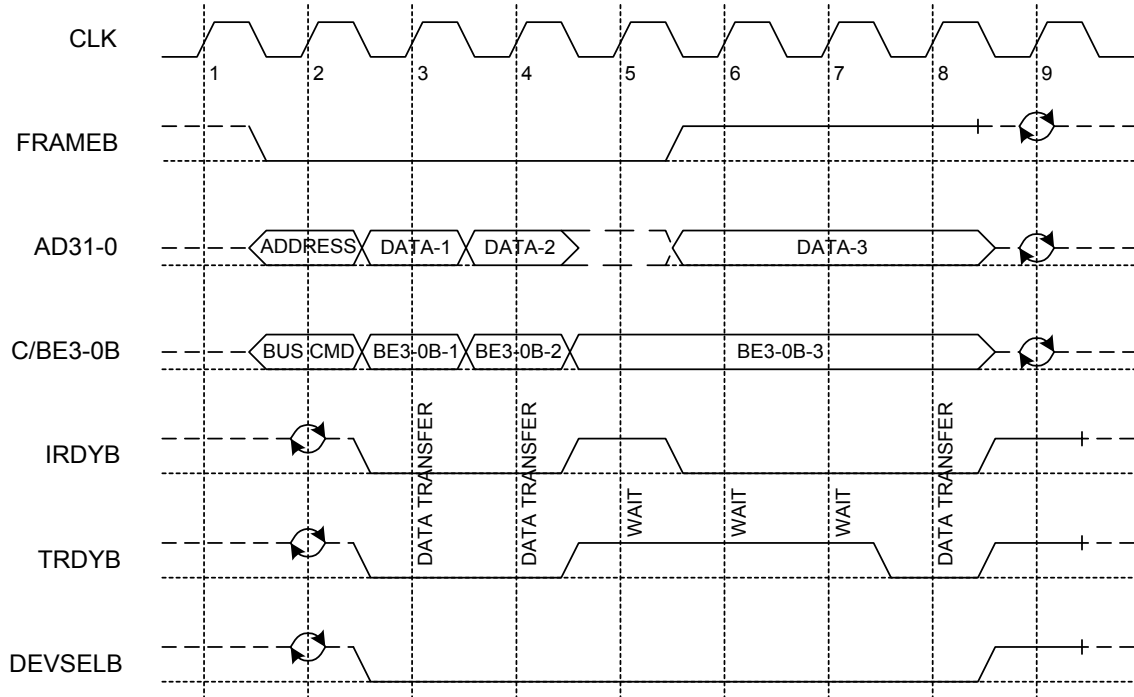 CLK
1 2 3 4 5 6 7 8 9
FRAMEB
AD31-0
ADDRESS DATA-1 DATA-2 DATA-3
C/BE3-0B
BUS CMD BE3-0B-1 BE3-0B-2 BE3-0B-3
IRDYB
DATA TRANSFER
DATA TRANSFER
WAIT
WAIT
WAIT
DATA TRANSFER
TRDYB
DEVSELB